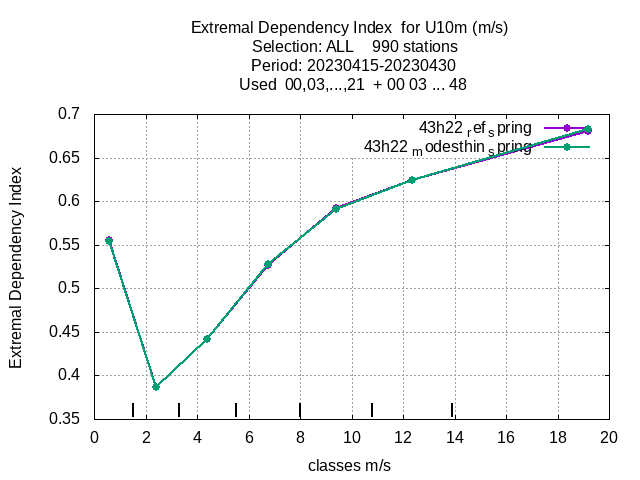 Extremal Dependency Index for U10m (m/s)
Selection: ALL 990 stations
Period: 20230415-20230430
Used 00,03,...,21 + 00 03 ... 48
43h22_ref_spring
43h22_modesthin_spring
Extremal Dependency Index
0.7
0.65
0.6
0.55
0.5
0.45
0.4
0.35
0 2 4 6 8 10 12 14 16 18 20
classes m/s